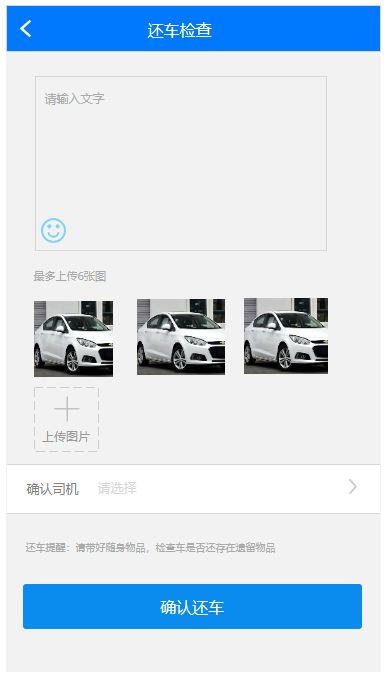 还车检查
请输入文字
最多上传6张图
上传图片
确认司机 请选择
还车提醒：请带好随身物品，检查车是否还存在遗留物品
确认还车